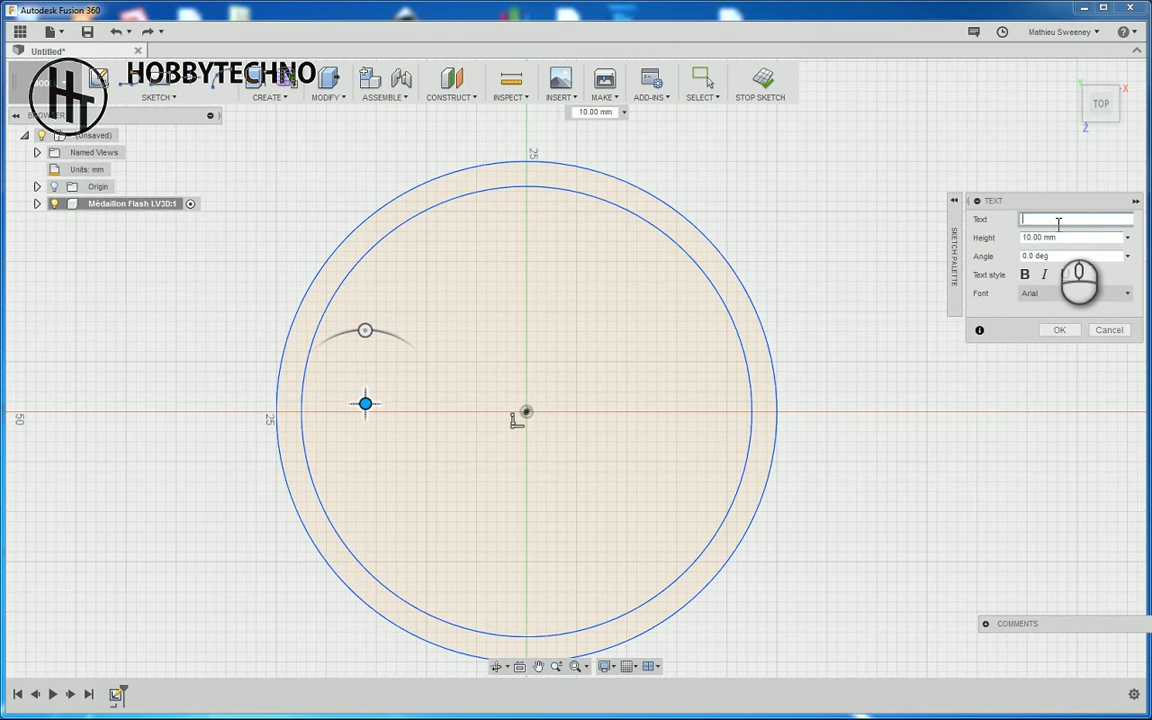 Autodesk Fusion 360
Mathieu Sweeney
Untitled*
HOBBYTECHNO
HT
SKETCH
CREATE
MODIFY
ASSEMBLE
CONSTRUCT
INSPECT
INSERT
MAKE
ADD-INS
SELECT
STOP SKETCH
10.00 mm
TOP
X
Z
(Unsaved)
Named Views
Units: mm
Origin
Médaillon Flash LV3D:1
25
25
50
SKETCH PALETTE
TEXT
Text
Height
10.00 mm
Angle
0.0 deg
Text style
B
I
Font
Arial
OK
Cancel
COMMENTS